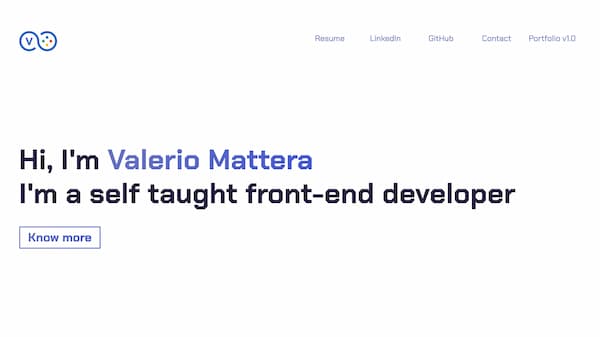 V
Resume LinkedIn GitHub Contact Portfolio v1.0
Hi, I'm Valerio Mattera
I'm a self taught front-end developer
Know more